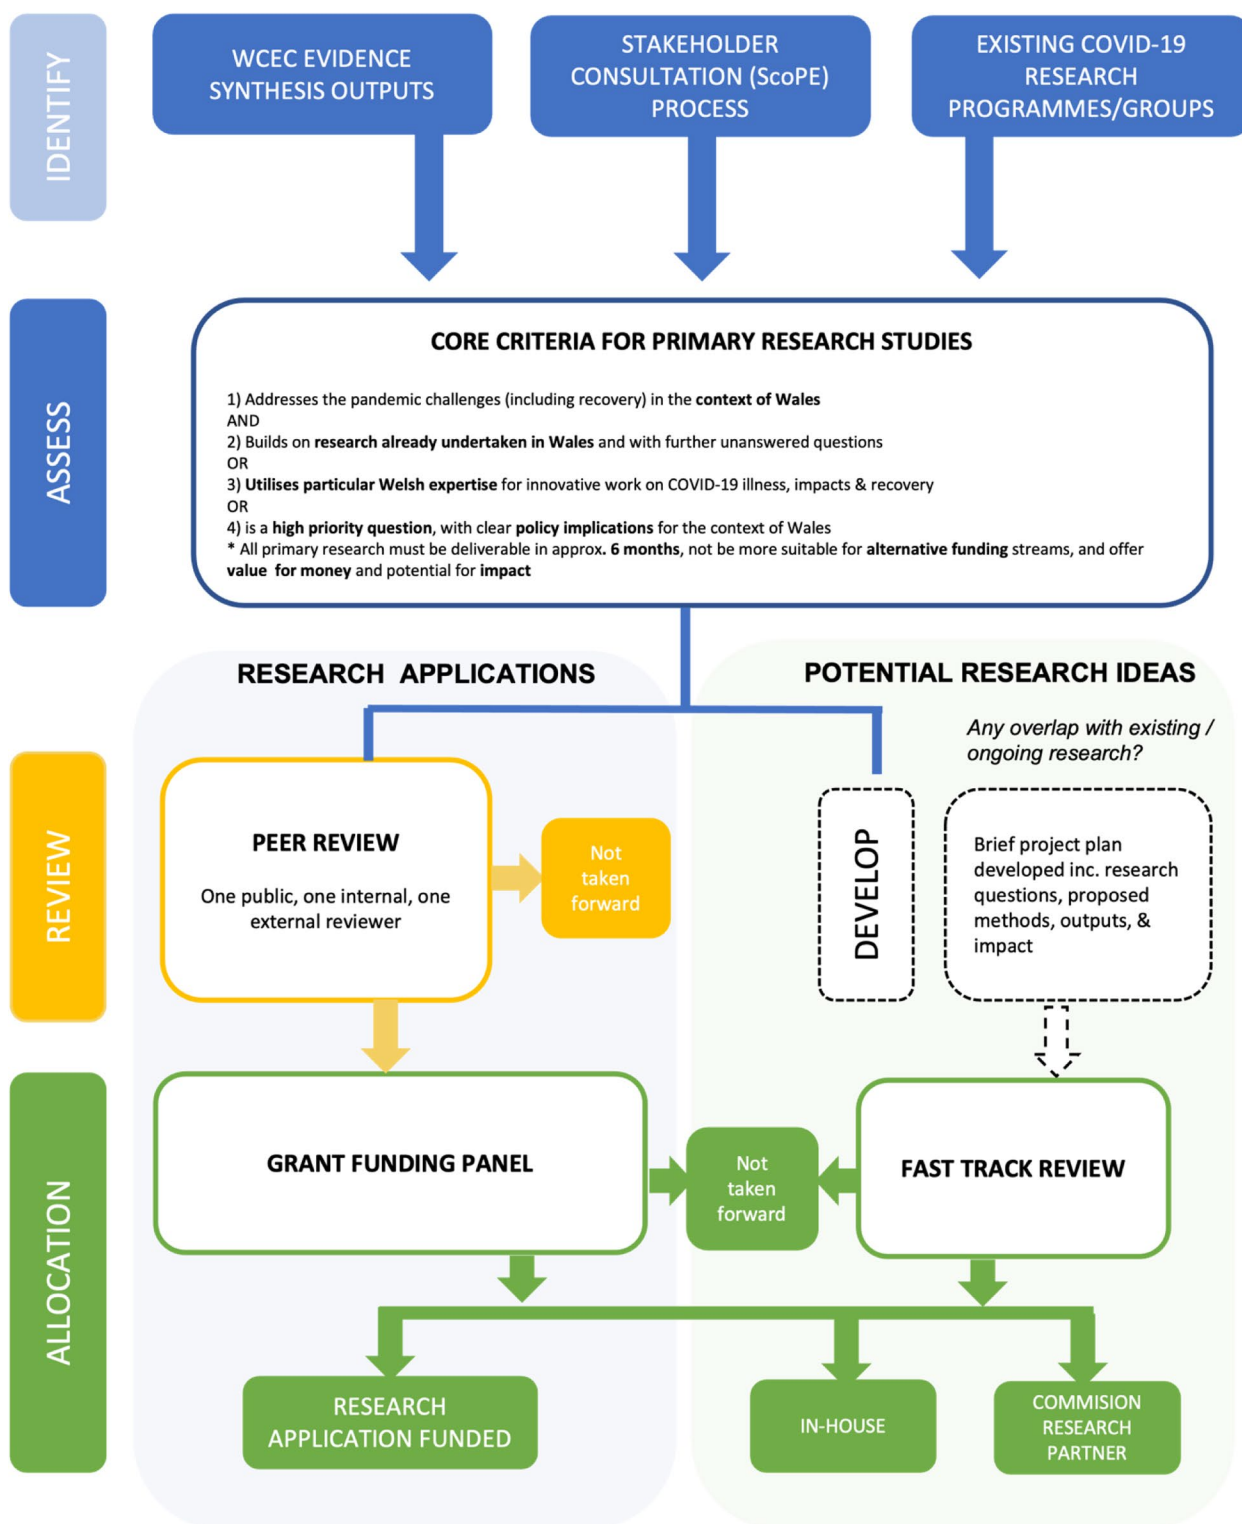 IDENTIFY
WCEC EVIDENCE
SYNTHESIS OUTPUTS
STAKEHOLDER
CONSULTATION (ScoPE)
PROCESS
EXISTING COVID-19
RESEARCH
PROGRAMMES/GROUPS
ASSESS
CORE CRITERIA FOR PRIMARY RESEARCH STUDIES
1) Addresses the pandemic challenges (including recovery) in the context of Wales
AND
2) Builds on research already undertaken in Wales and with further unanswered questions
OR
3) Utilises particular Welsh expertise for innovative work on COVID-19 illness, impacts & recovery
OR
4) is a high priority question, with clear policy implications for the context of Wales
* All primary research must be deliverable in approx. 6 months, not be more suitable for alternative funding streams, and offer
value for money and potential for impact
RESEARCH APPLICATIONS
POTENTIAL RESEARCH IDEAS
Any overlap with existing /
ongoing research?
REVIEW
PEER REVIEW
One public, one internal, one
external reviewer
Not
taken
forward
DEVELOP
Brief project plan
developed inc. research
questions, proposed
methods, outputs, &
impact
ALLOCATION
GRANT FUNDING PANEL
Not
taken
forward
FAST TRACK REVIEW
RESEARCH
APPLICATION FUNDED
IN-HOUSE
COMMISION
RESEARCH
PARTNER